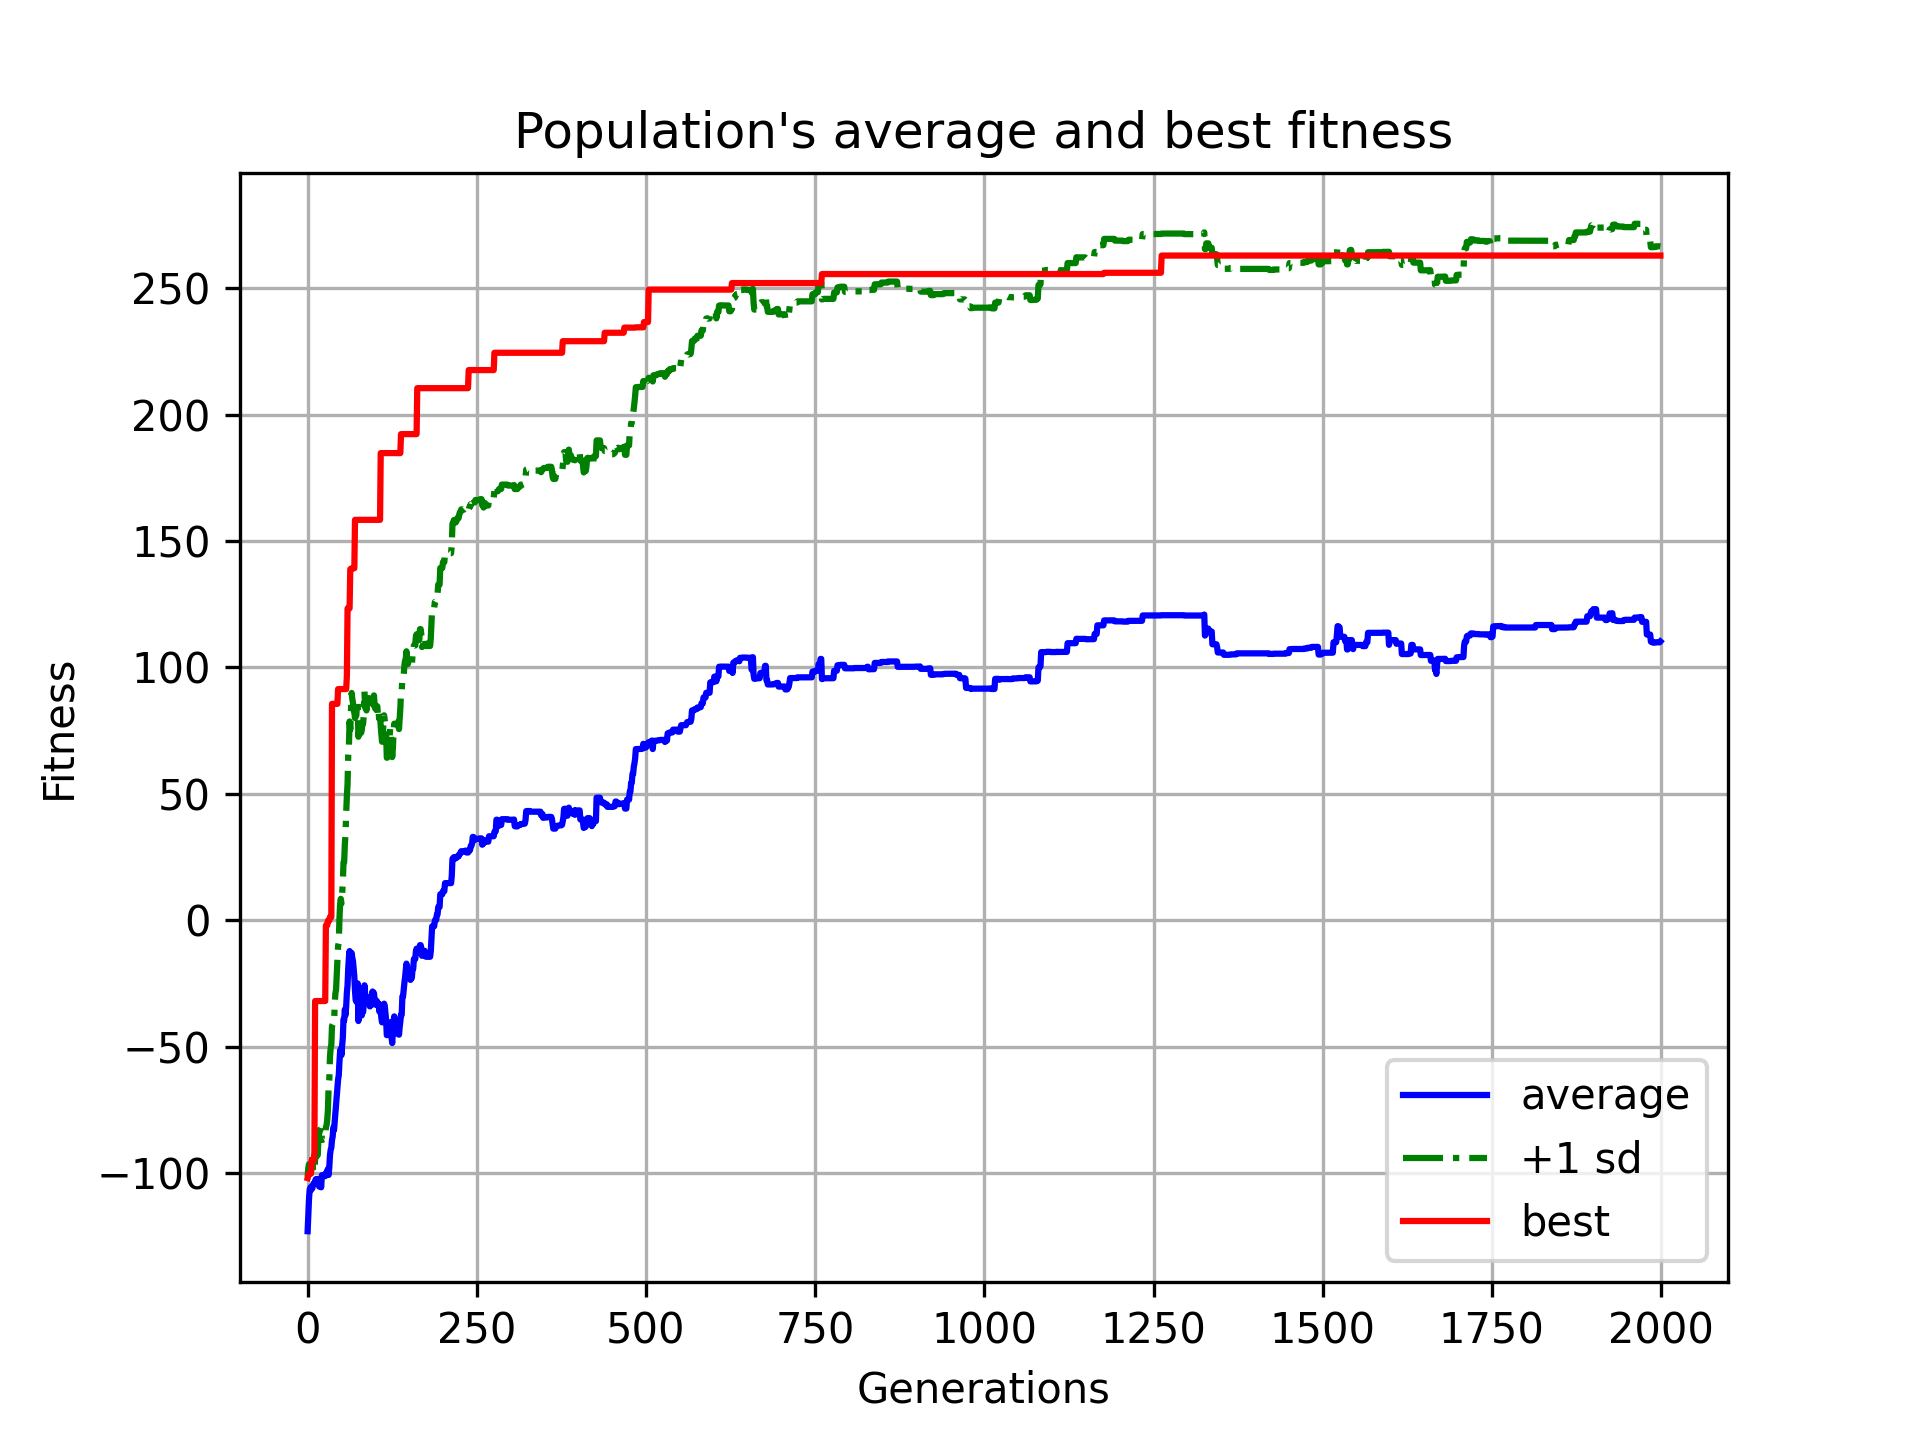 Population's average and best fitness
Fitness
250
200
150
100
50
0
−50
−100
0 250 500 750 1000 1250 1500 1750 2000
Generations
average
+1 sd
best